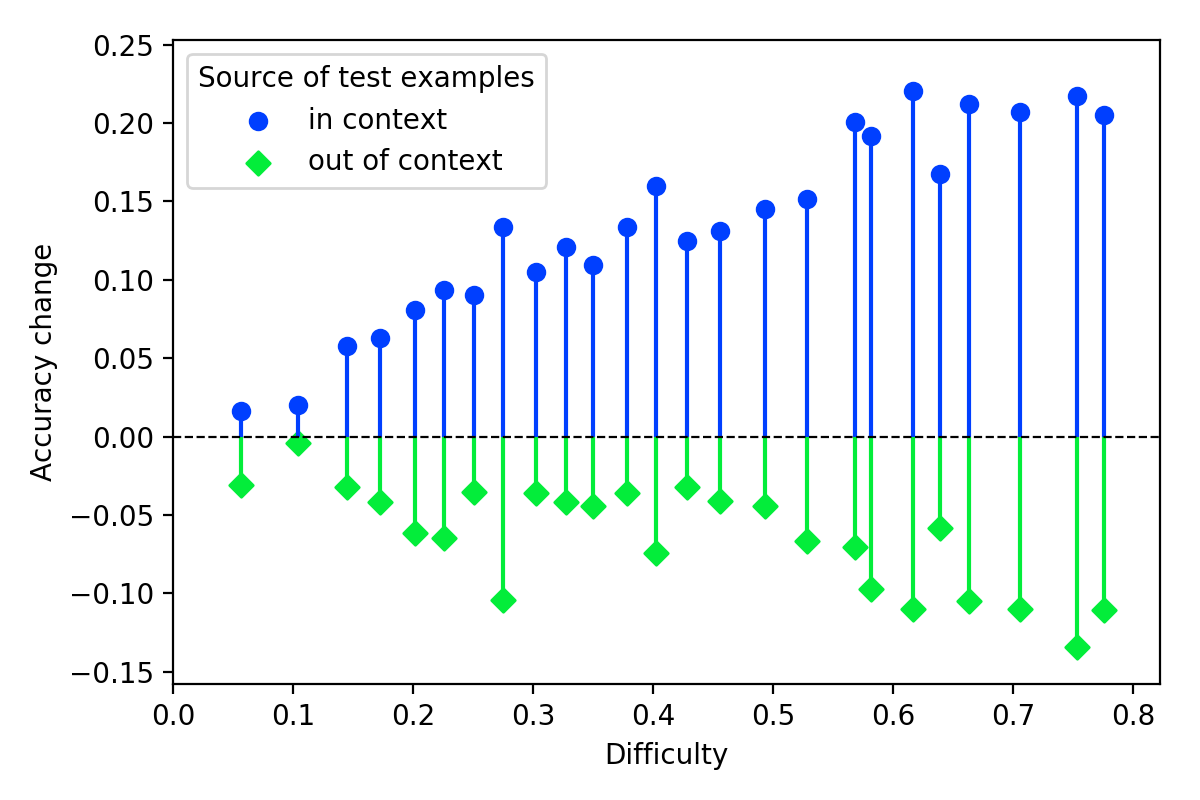 0.25
0.20
0.15
0.10
0.05
0.00
−0.05
−0.10
−0.15
Accuracy change
Source of test examples
in context
out of context
0.0 0.1 0.2 0.3 0.4 0.5 0.6 0.7 0.8
Difficulty